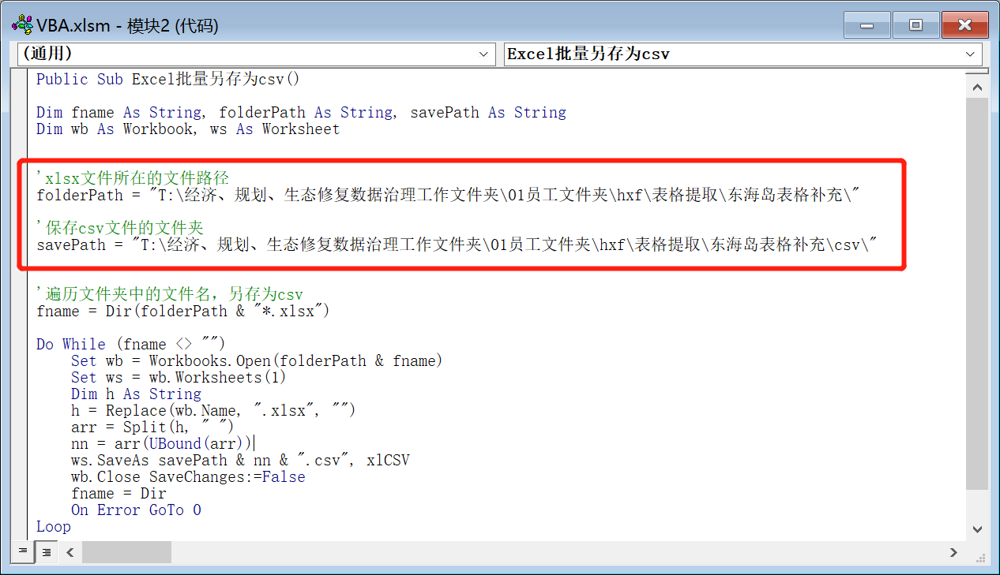 VBA.xlsm - 模块2 (代码)
(通用) Excel批量另存为csv
Public Sub Excel批量另存为csv()
Dim fname As String, folderPath As String, savePath As String
Dim wb As Workbook, ws As Worksheet
'xlsx文件所在的文件路径
folderPath = "T:\经济、规划、生态修复数据治理工作文件夹\01员工文件夹\hxf\表格提取\东海岛表格补充\"
'保存csv文件的文件夹
savePath = "T:\经济、规划、生态修复数据治理工作文件夹\01员工文件夹\hxf\表格提取\东海岛表格补充\csv\"
'遍历文件夹中的文件名，另存为csv
fname = Dir(folderPath & "*.xlsx")
Do While (fname <> "")
    Set wb = Workbooks.Open(folderPath & fname)
    Set ws = wb.Worksheets(1)
    Dim h As String
    h = Replace(wb.Name, ".xlsx", "")
    arr = Split(h, " ")
    nn = arr(UBound(arr))
    ws.SaveAs savePath & nn & ".csv", xlCSV
    wb.Close SaveChanges:=False
    fname = Dir
    On Error GoTo 0
Loop